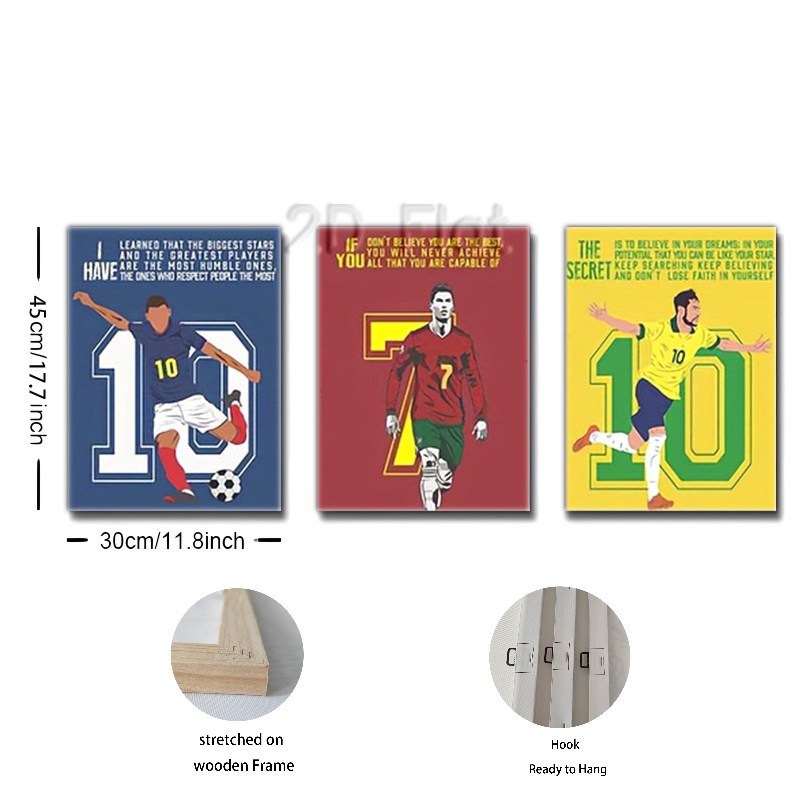 2D Flat
I
HAVE
LEARNED THAT THE BIGGEST STARS
AND THE GREATEST PLAYERS
ARE THE MOST HUMBLE ONES,
THE ONES WHO RESPECT PEOPLE THE MOST
10
10
IF
YOU
DON'T BELIEVE YOU ARE THE BEST,
YOU WILL NEVER ACHIEVE
ALL THAT YOU ARE CAPABLE OF
7
7
THE
SECRET
IS TO BELIEVE IN YOUR DREAMS; IN YOUR
POTENTIAL THAT YOU CAN BE LIKE YOUR STAR,
KEEP SEARCHING KEEP BELIEVING
AND DON'T LOSE FAITH IN YOURSELF
10
10
45cm/17.7inch
30cm/11.8inch
stretched on
wooden Frame
Hook
Ready to Hang